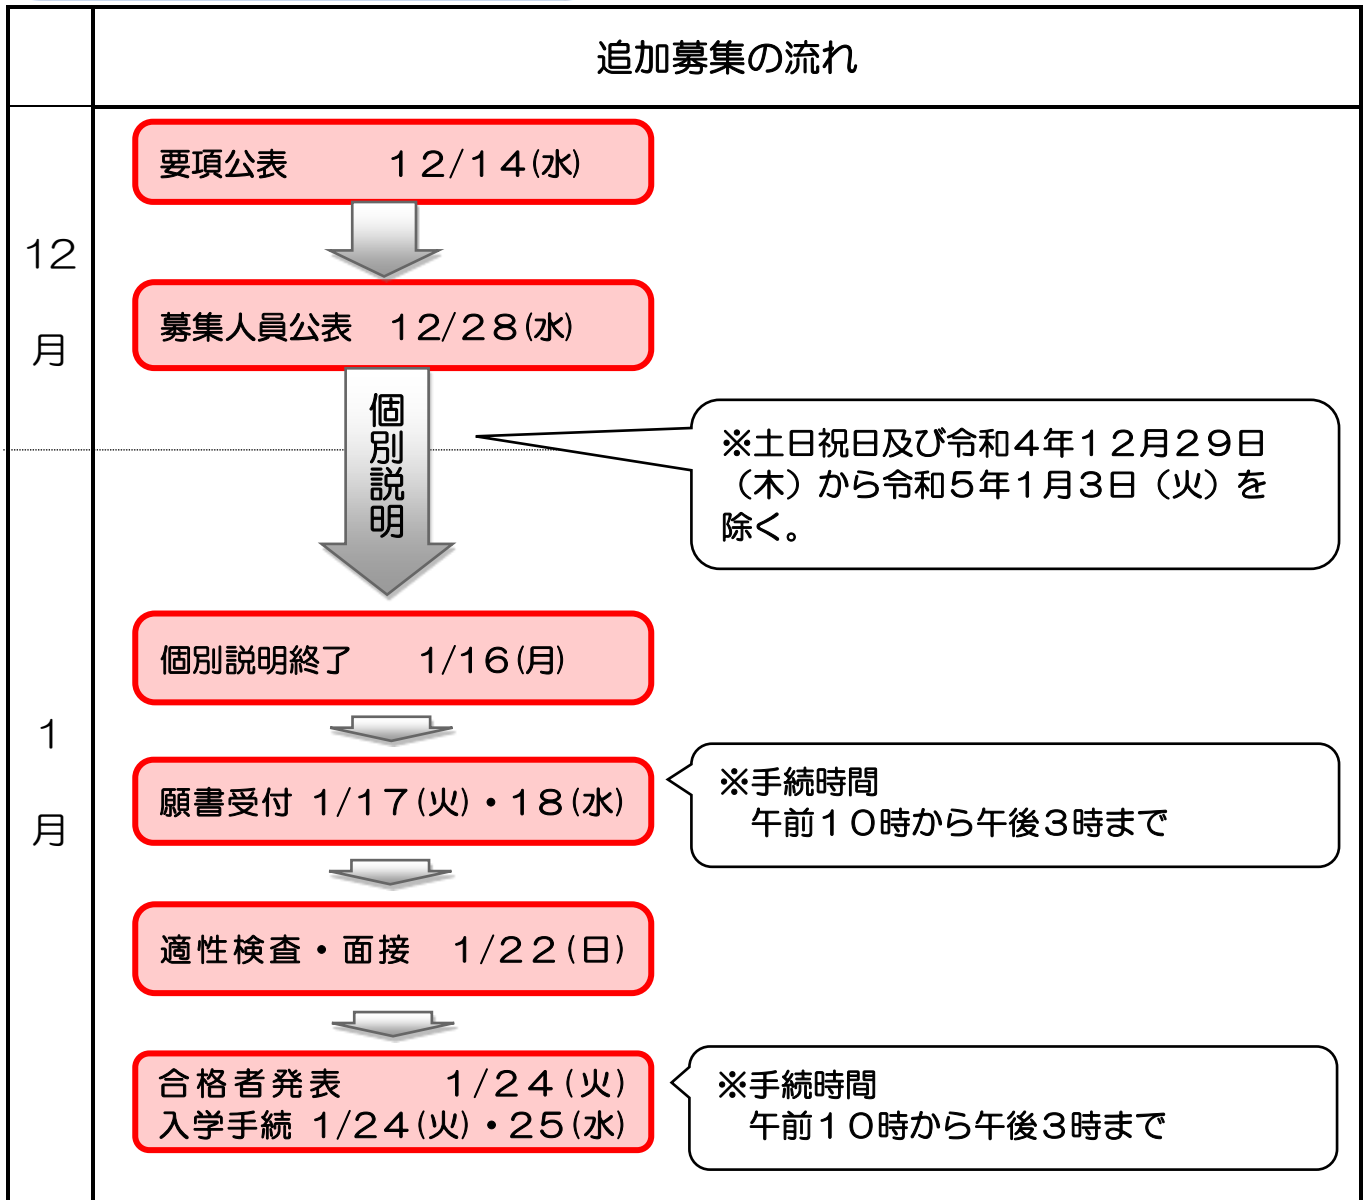 追加募集の流れ
12
月
要項公表　　　１２/１４(水)
募集人員公表　１２/２８(水)
個別説明
※土日祝日及び令和４年１２月２９日
（木）から令和５年１月３日（火）を
除く。
1
月
個別説明終了　　１/１６(月)
願書受付 １/１７(火)・１８(水)
※手続時間
午前１０時から午後３時まで
適性検査・面接　１/２２(日)
合格者発表　　　１/２４(火)
入学手続 １/２４(火)・２５(水)
※手続時間
午前１０時から午後３時まで